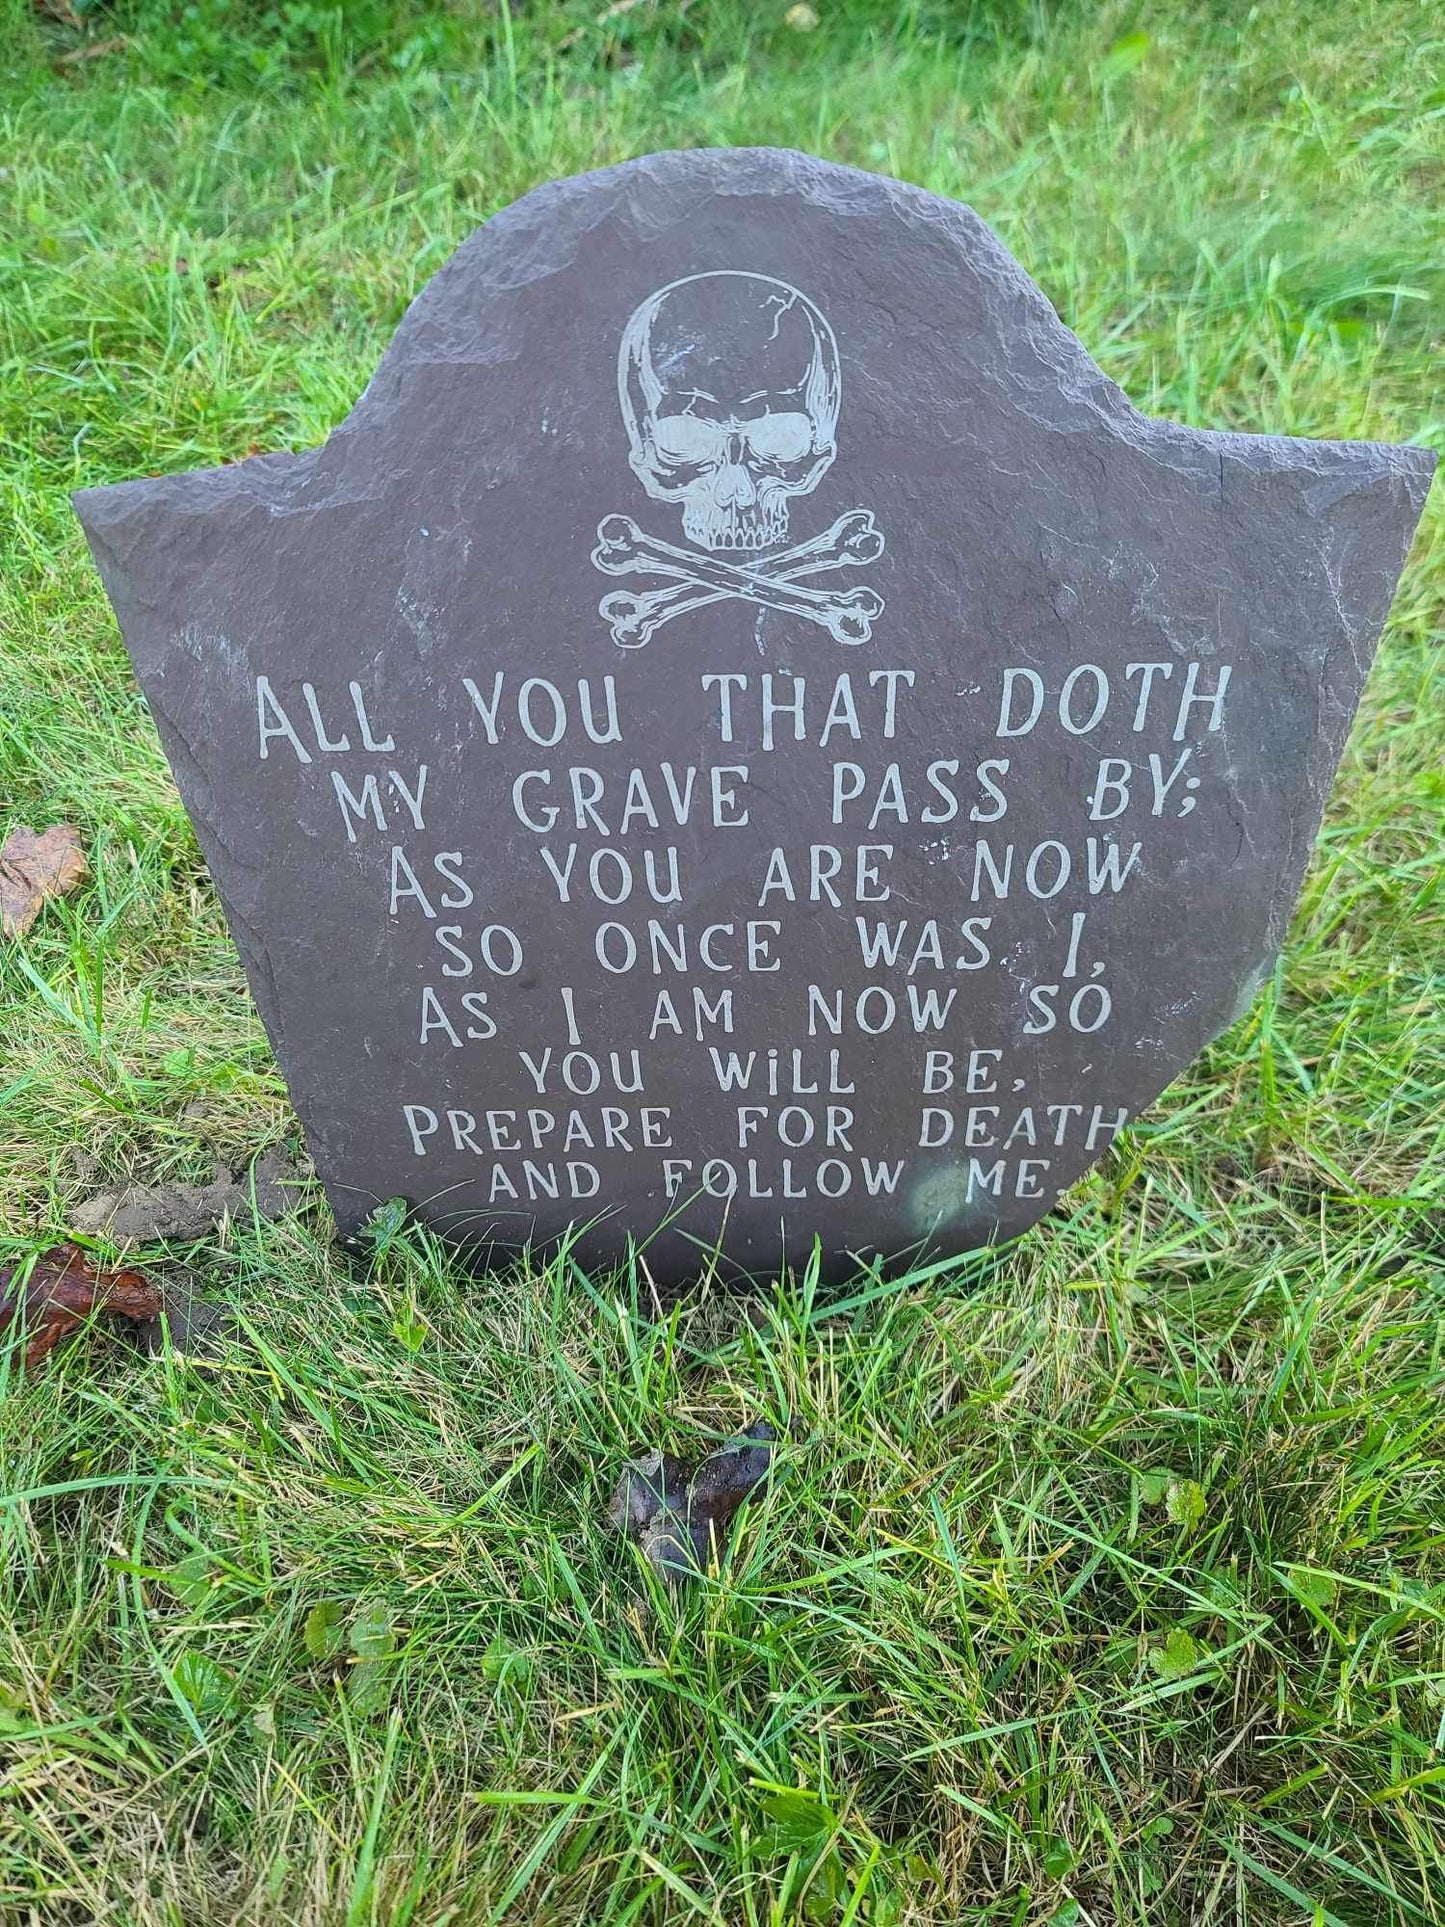 ALL YOU THAT DOTH
MY GRAVE PASS BY;
AS YOU ARE NOW
SO ONCE WAS I,
AS I AM NOW SO
YOU WiLL BE,
PREPARE FOR DEATH
AND FOLLOW ME.